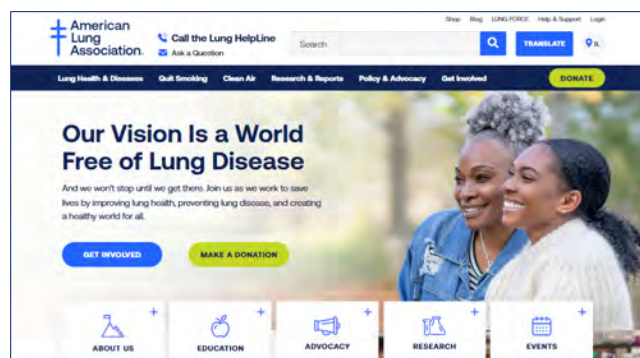 Shop Blog LUNG FORCE Help & Support Login
American
Lung
Association.
Call the Lung HelpLine
Ask a Question
Search
TRANSLATE
IL
Lung Health & Diseases Quit Smoking Clean Air Research & Reports Policy & Advocacy Get Involved DONATE
Our Vision Is a World
Free of Lung Disease
And we won't stop until we get there. Join us as we work to save
lives by improving lung health, preventing lung disease, and creating
a healthy world for all.
GET INVOLVED MAKE A DONATION
ABOUT US EDUCATION ADVOCACY RESEARCH EVENTS